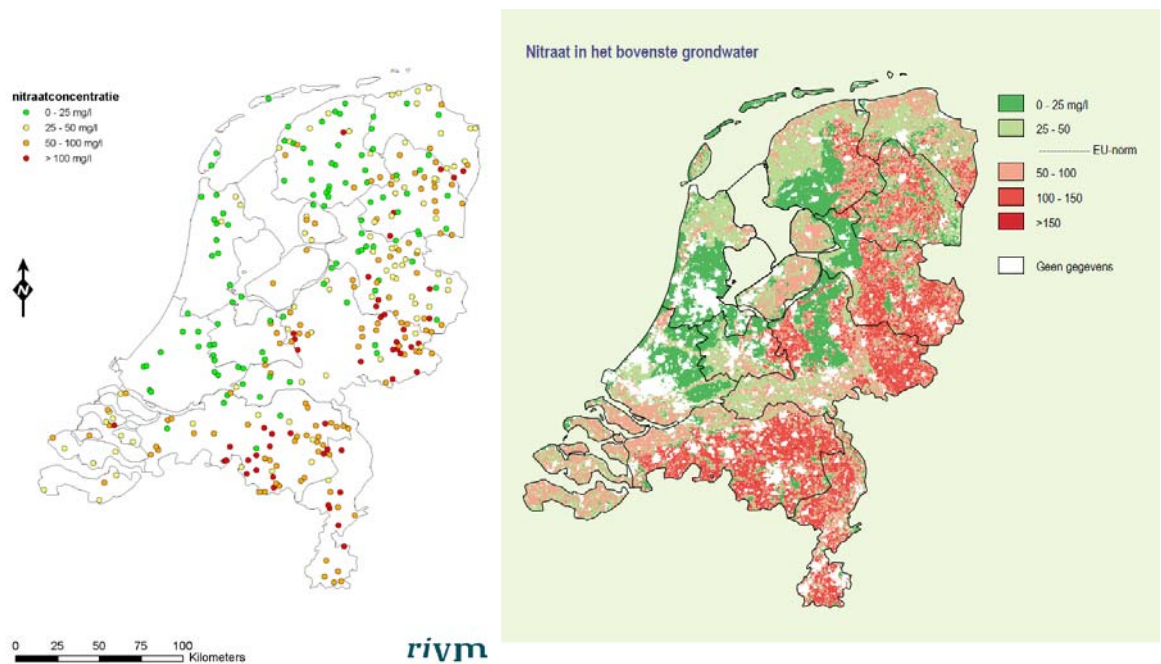 nitraatconcentratie
0 - 25 mg/l
25 - 50 mg/l
50 - 100 mg/l
> 100 mg/l
N
0 25 50 75 100
Kilometers
rivm
Nitraat in het bovenste grondwater
0 - 25 mg/l
25 - 50
EU-norm
50 - 100
100 - 150
>150
Geen gegevens